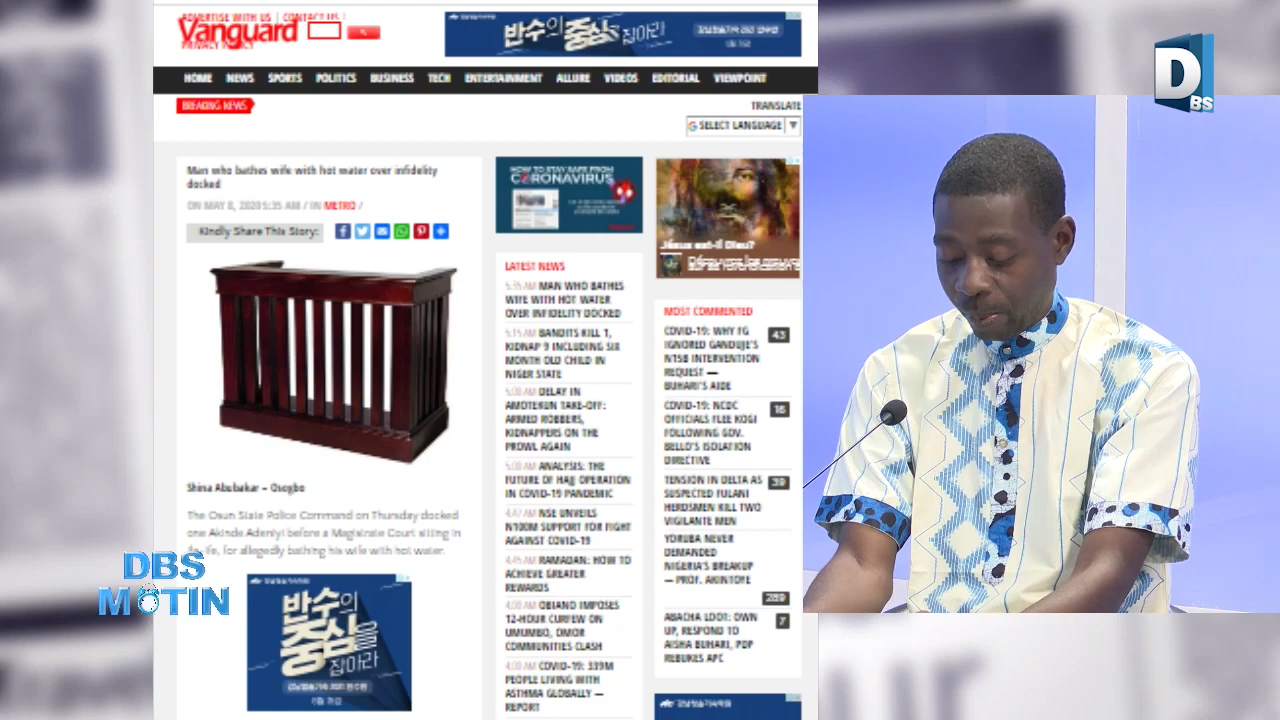 ADVERTISE WITH US | CONTACT US |
Vanguard
PRIVACY POLICY
반수의 중심을 잡아라
HOME NEWS SPORTS POLITICS BUSINESS TECH ENTERTAINMENT ALLURE VIDEOS EDITORIAL VIEWPOINT
BREAKING NEWS
TRANSLATE
G SELECT LANGUAGE ▼
Man who bathes wife with hot water over infidelity
docked
ON MAY 8, 2020 5:35 AM / IN METRO /
Kindly Share This Story:
Shina Abubakar – Osogbo
The Osun State Police Command on Thursday docked
one Akinde Adeniyi before a Magistrate Court sitting in
for allegedly bathing his wife with hot water.
반수의
중심을
잡아라
HOW TO STAY SAFE FROM
CORONAVIRUS
LATEST NEWS
5:35 AM MAN WHO BATHES
WIFE WITH HOT WATER
OVER INFIDELITY DOCKED
5:15 AM BANDITS KILL 1,
KIDNAP 9 INCLUDING SIX
MONTH OLD CHILD IN
NIGER STATE
5:00 AM DELAY IN
AMOTEKUN TAKE-OFF:
ARMED ROBBERS,
KIDNAPPERS ON THE
PROWL AGAIN
5:00 AM ANALYSIS: THE
FUTURE OF HAJJ OPERATION
IN COVID-19 PANDEMIC
4:47 AM NSE UNVEILS
N100M SUPPORT FOR FIGHT
AGAINST COVID-19
4:45 AM RAMADAN: HOW TO
ACHIEVE GREATER
REWARDS
4:00 AM OBIANO IMPOSES
12-HOUR CURFEW ON
UMUMBO, OMOR
COMMUNITIES CLASH
4:00 AM COVID-19: 339M
PEOPLE LIVING WITH
ASTHMA GLOBALLY —
REPORT
Jésus est-il Dieu?
MOST COMMENTED
COVID-19: WHY FG
IGNORED GANDUJE'S
N15B INTERVENTION
REQUEST —
BUHARI'S AIDE
43
COVID-19: NCDC
OFFICIALS FLEE KOGI
FOLLOWING GOV.
BELLO'S ISOLATION
DIRECTIVE
16
TENSION IN DELTA AS
SUSPECTED FULANI
HERDSMEN KILL TWO
VIGILANTE MEN
39
YORUBA NEVER
DEMANDED
NIGERIA'S BREAKUP
— PROF. AKINTOYE
289
ABACHA LOOT: OWN
UP, RESPOND TO
AISHA BUHARI, PDP
REBUKES APC
7
DBS
DBS
MOTIN